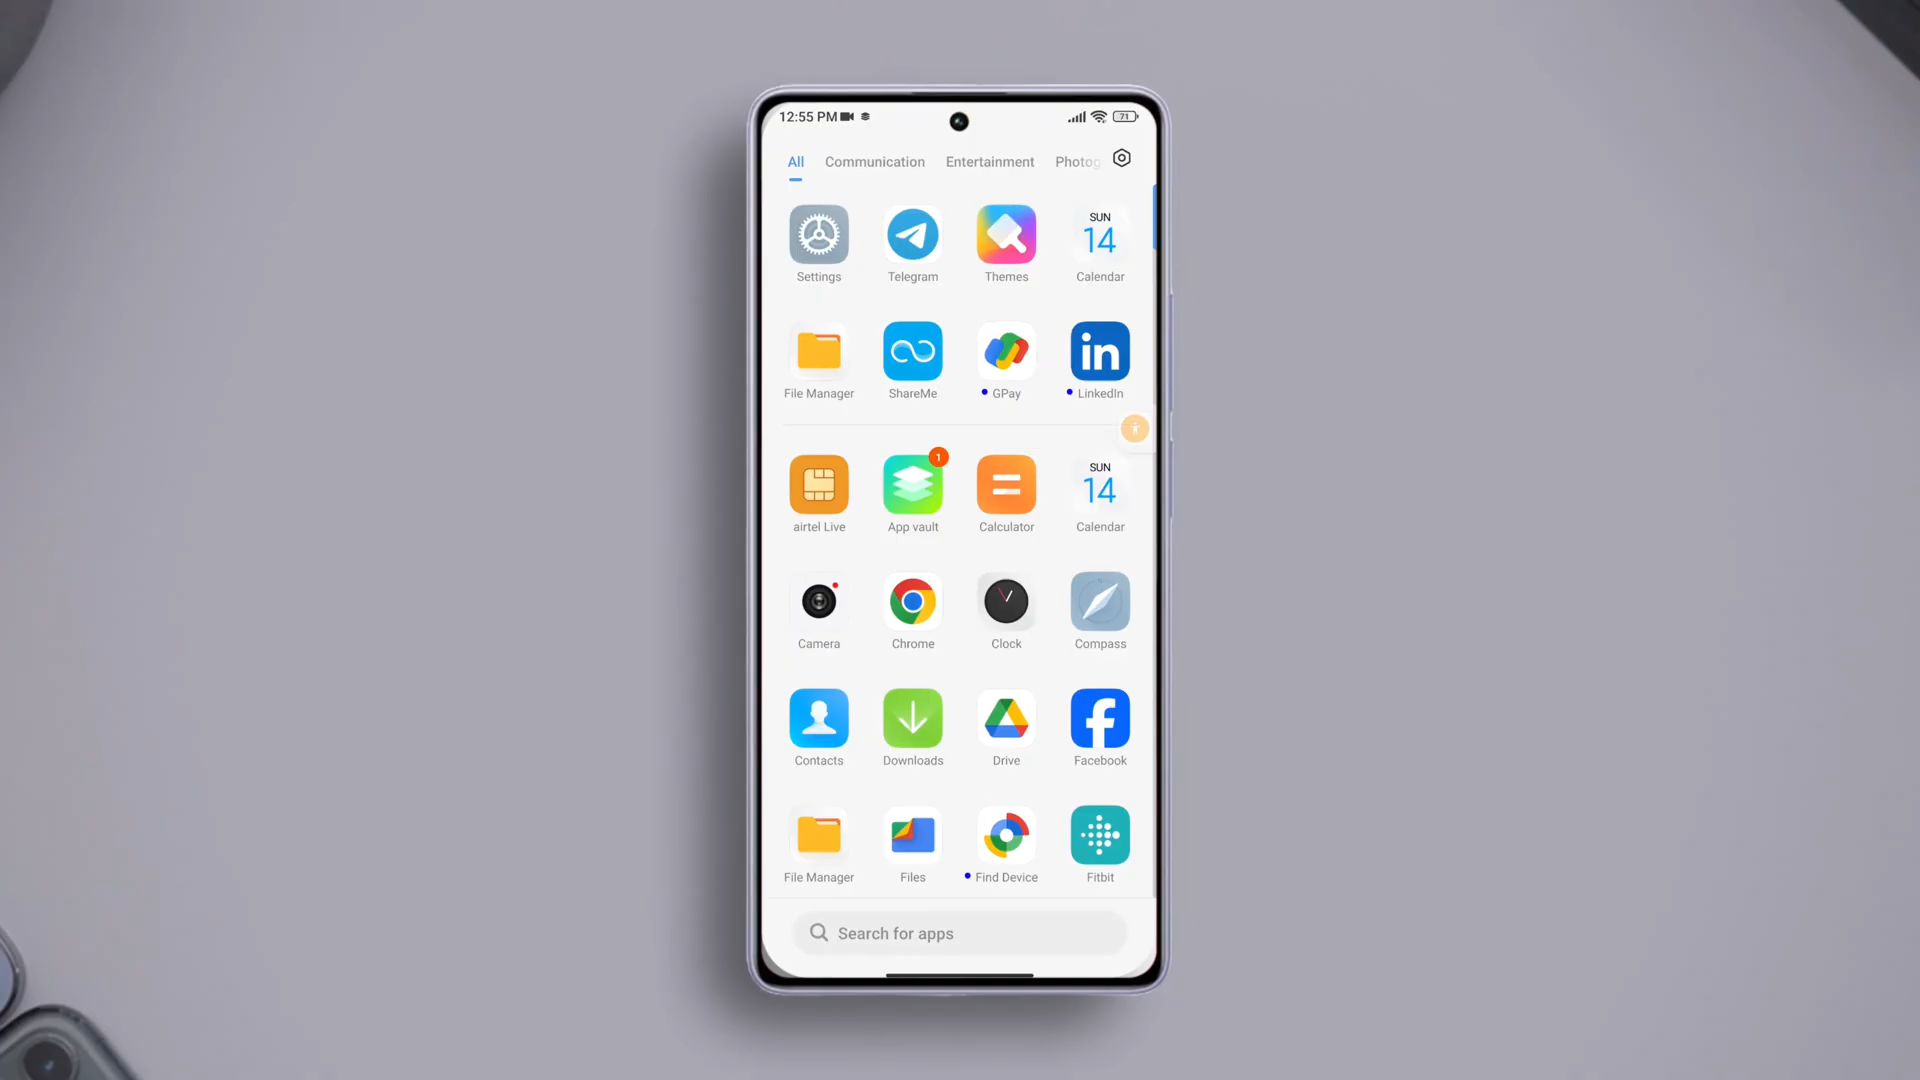 12:55 PM
71
All Communication Entertainment Photog
SUN
14
Settings Telegram Themes Calendar
in
File Manager ShareMe GPay LinkedIn
1
SUN
14
airtel Live App vault Calculator Calendar
Camera Chrome Clock Compass
Contacts Downloads Drive Facebook
File Manager Files Find Device Fitbit
Search for apps